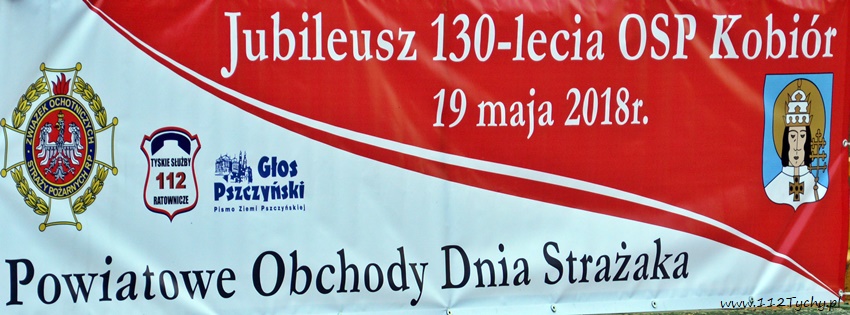 Jubileusz 130-lecia OSP Kobiór
19 maja 2018r.
ZWIĄZEK OCHOTNICZYCH
STRAŻY POŻARNYCH RP
TYSKIE SŁUŻBY
112
RATOWNICZE
Głos
Pszczyński
Pismo Ziemi Pszczyńskiej
Powiatowe Obchody Dnia Strażaka
www.112Tychy.pl